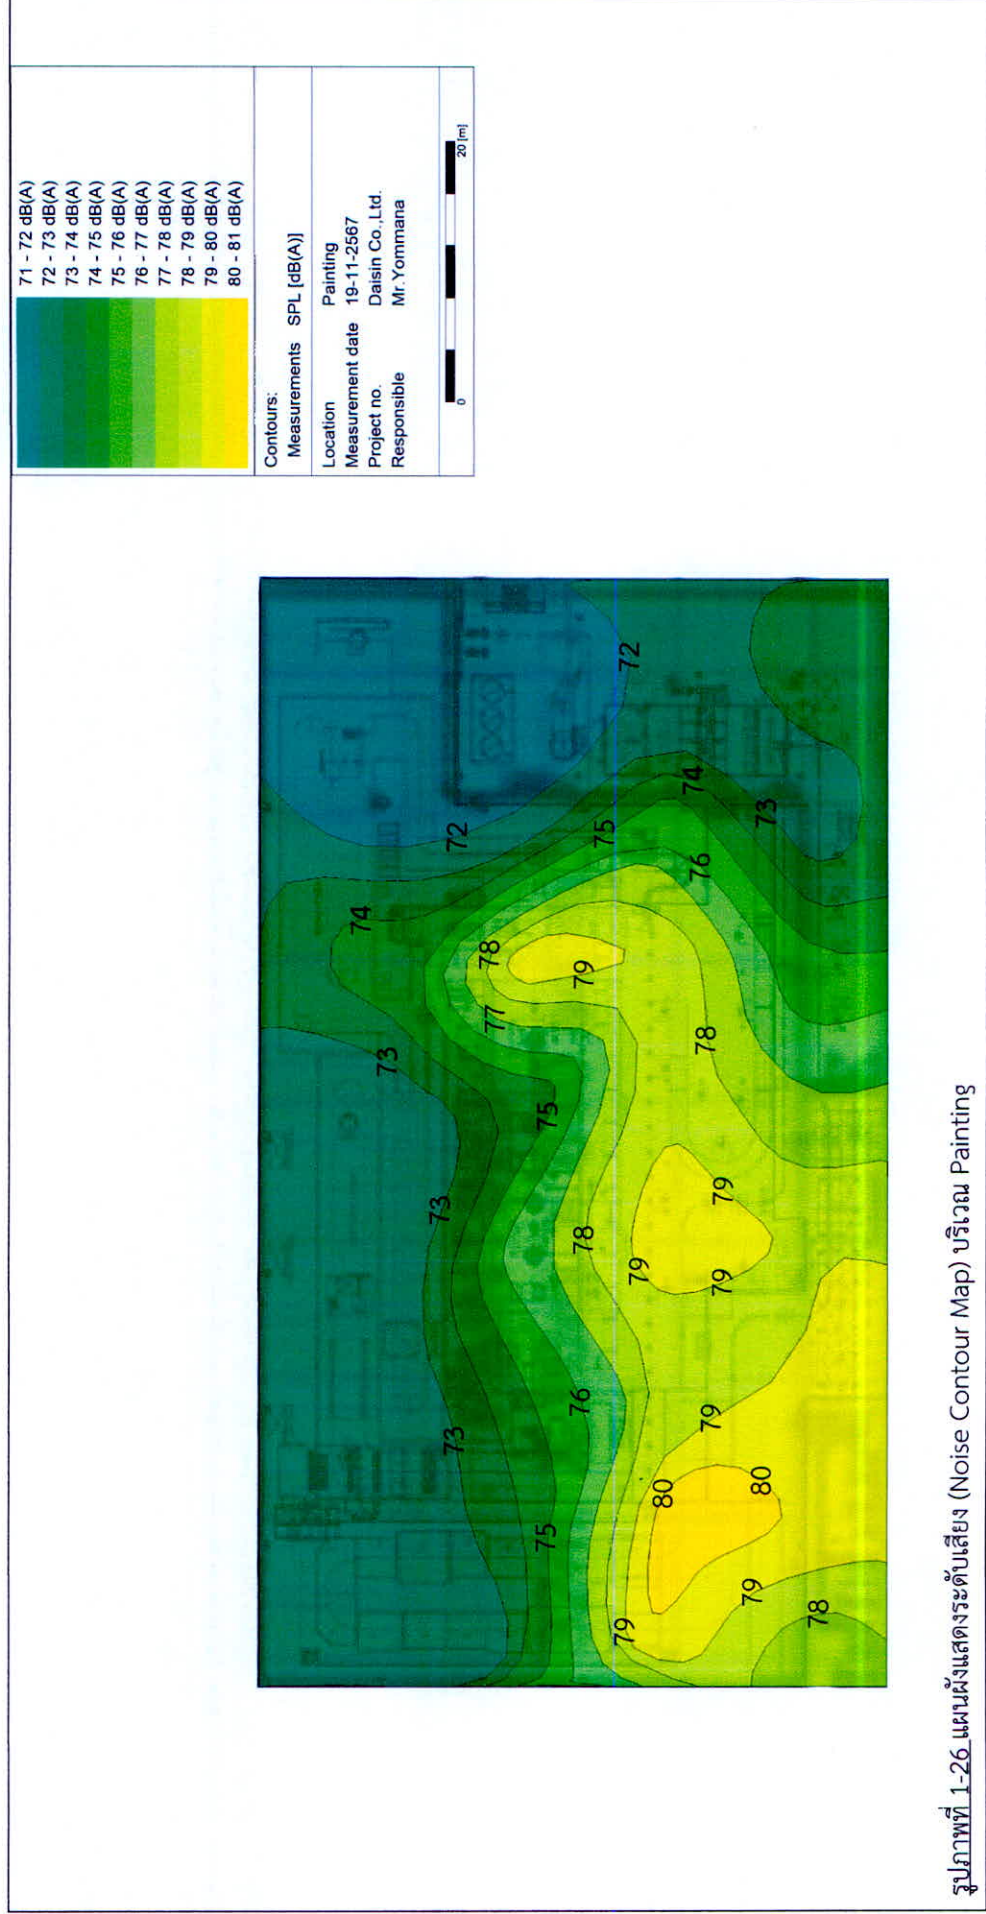 71 - 72 dB(A)
72 - 73 dB(A)
73 - 74 dB(A)
74 - 75 dB(A)
75 - 76 dB(A)
76 - 77 dB(A)
77 - 78 dB(A)
78 - 79 dB(A)
79 - 80 dB(A)
80 - 81 dB(A)
Contours:
Measurements SPL [dB(A)]
Location Painting
Measurement date 19-11-2567
Project no. Daisin Co.,Ltd.
Responsible Mr.Yommana
0 20 [m]
74
73
72
73
73
78
77
75
75
76
79
78
75
72
79
79
80
76
74
78
79
79
79
73
80
79
78
รูปภาพที่ 1-26 แผนผังแสดงระดับเสียง (Noise Contour Map) บริเวณ Painting